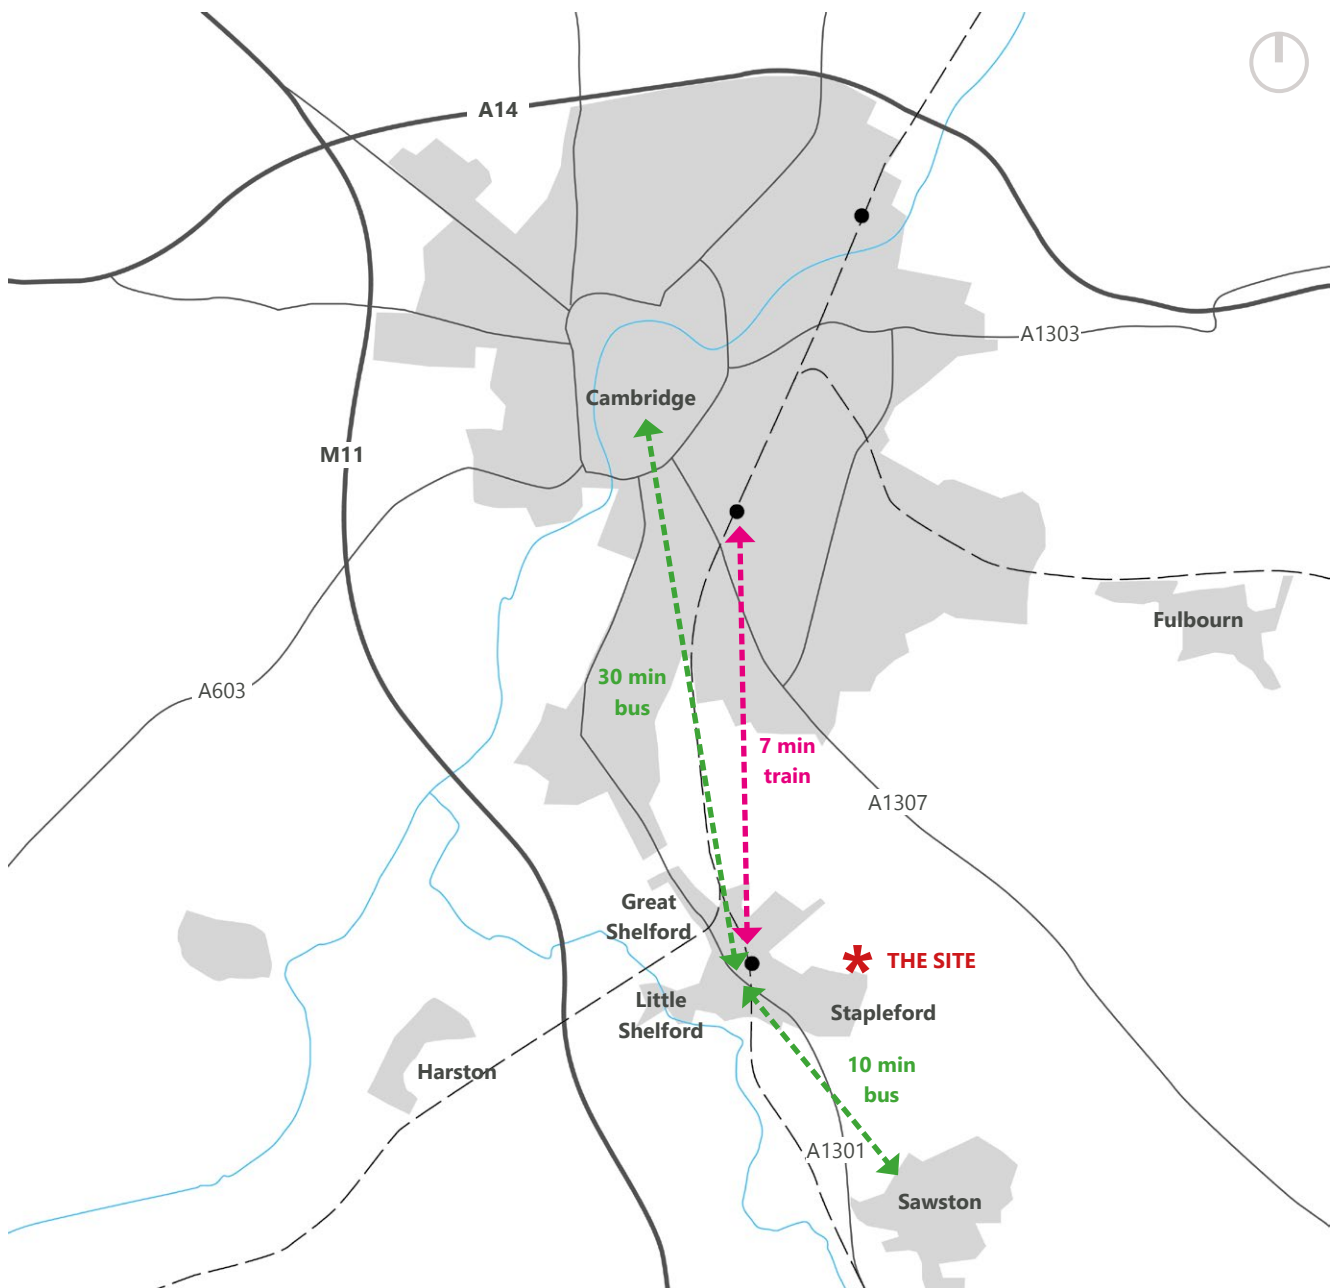 A14
A1303
Cambridge
M11
Fulbourn
30 min
bus
A603
7 min
train
A1307
Great
Shelford
THE SITE
Little
Shelford
Stapleford
Harston
10 min
bus
A1301
Sawston